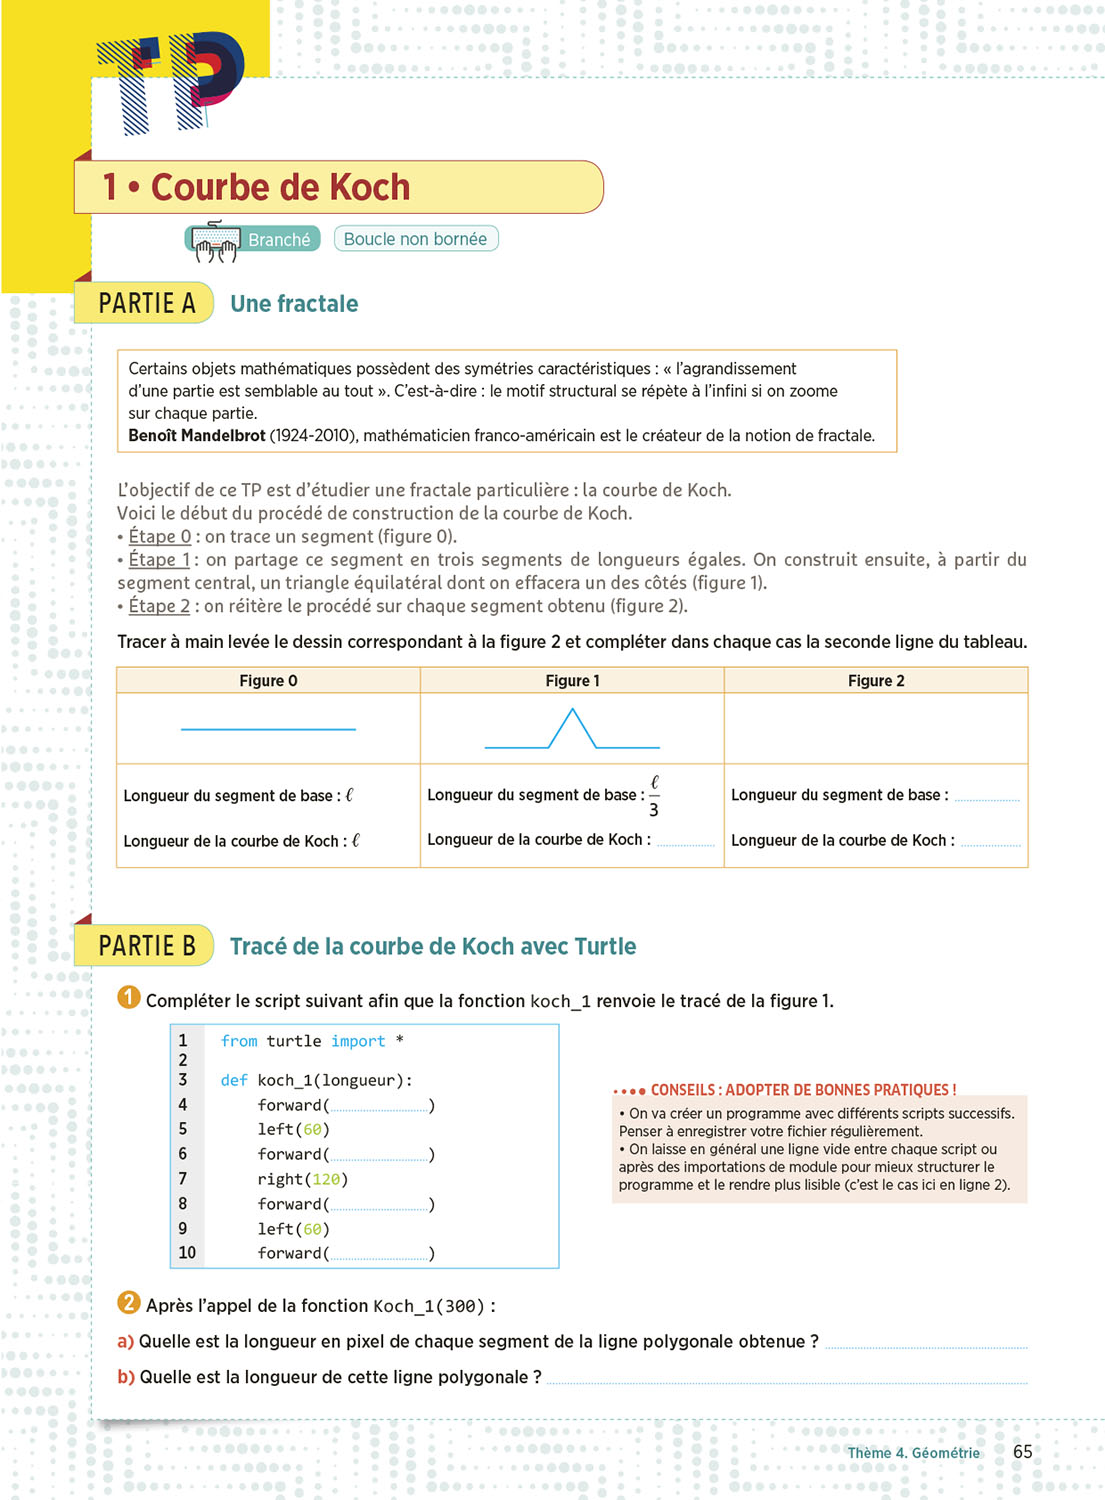 TP
1 • Courbe de Koch
Branché
Boucle non bornée
PARTIE A
Une fractale
Certains objets mathématiques possèdent des symétries caractéristiques : « l’agrandissement
d’une partie est semblable au tout ». C’est-à-dire : le motif structural se répète à l’infini si on zoome
sur chaque partie.
Benoît Mandelbrot (1924-2010), mathématicien franco-américain est le créateur de la notion de fractale.
L’objectif de ce TP est d’étudier une fractale particulière : la courbe de Koch.
Voici le début du procédé de construction de la courbe de Koch.
• Étape 0 : on trace un segment (figure 0).
• Étape 1 : on partage ce segment en trois segments de longueurs égales. On construit ensuite, à partir du
segment central, un triangle équilatéral dont on effacera un des côtés (figure 1).
• Étape 2 : on réitère le procédé sur chaque segment obtenu (figure 2).
Tracer à main levée le dessin correspondant à la figure 2 et compléter dans chaque cas la seconde ligne du tableau.
Figure 0
Figure 1
Figure 2
Longueur du segment de base : ℓ
Longueur de la courbe de Koch : ℓ
Longueur du segment de base : ℓ/3
Longueur de la courbe de Koch : ............
Longueur du segment de base : ............
Longueur de la courbe de Koch : ............
PARTIE B
Tracé de la courbe de Koch avec Turtle
1 Compléter le script suivant afin que la fonction koch_1 renvoie le tracé de la figure 1.
1 from turtle import *
2
3 def koch_1(longueur):
4 forward(....................)
5 left(60)
6 forward(....................)
7 right(120)
8 forward(....................)
9 left(60)
10 forward(....................)
•••• CONSEILS : ADOPTER DE BONNES PRATIQUES !
• On va créer un programme avec différents scripts successifs.
Penser à enregistrer votre fichier régulièrement.
• On laisse en général une ligne vide entre chaque script ou
après des importations de module pour mieux structurer le
programme et le rendre plus lisible (c’est le cas ici en ligne 2).
2 Après l’appel de la fonction Koch_1(300) :
a) Quelle est la longueur en pixel de chaque segment de la ligne polygonale obtenue ? ....................
b) Quelle est la longueur de cette ligne polygonale ? ....................
Thème 4. Géométrie 65